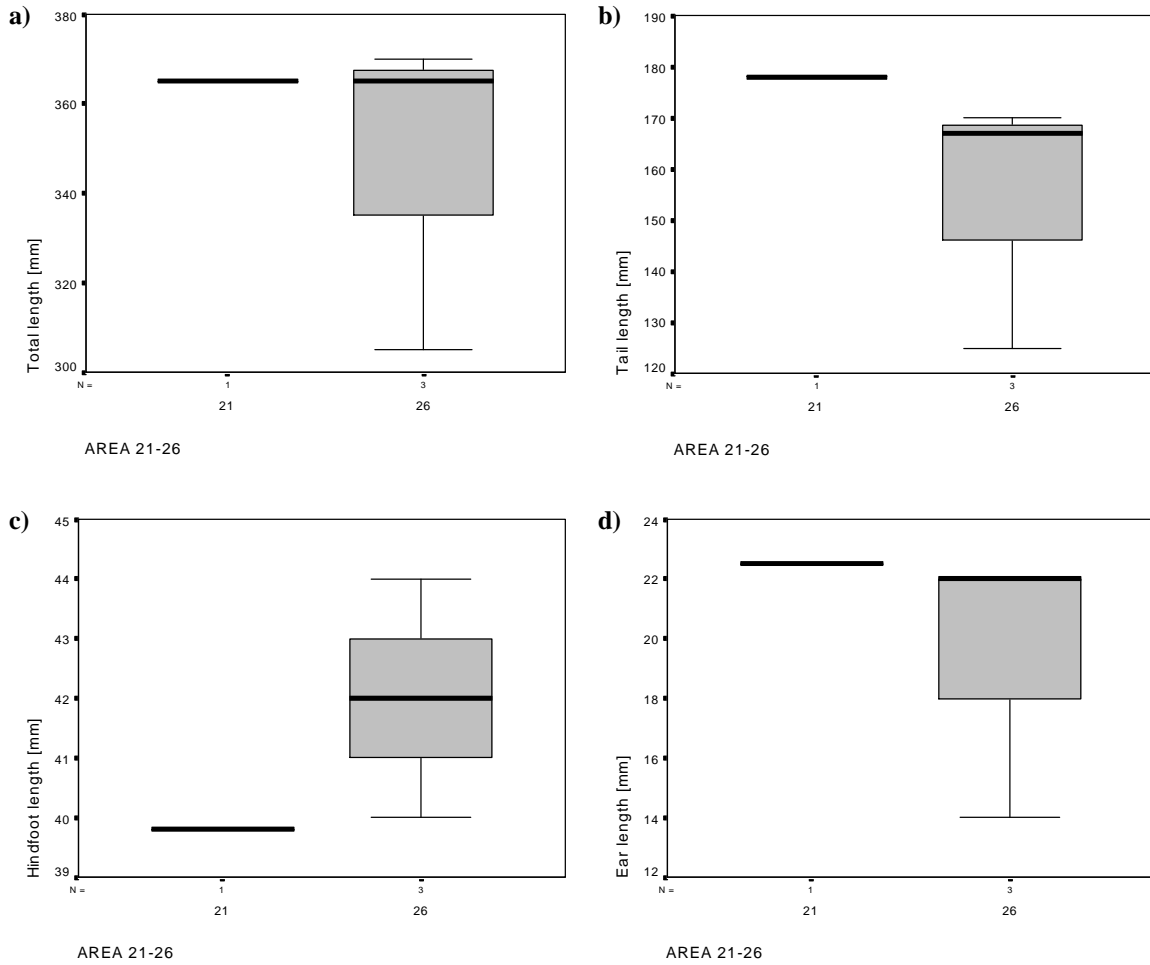 a)
Total length [mm]
380
360
340
320
300
N = 1 3
21 26
AREA 21-26
b)
Tail length [mm]
190
180
170
160
150
140
130
120
N = 1 3
21 26
AREA 21-26
c)
Hindfoot length [mm]
45
44
43
42
41
40
39
N = 1 3
21 26
AREA 21-26
d)
Ear length [mm]
24
22
20
18
16
14
12
N = 1 3
21 26
AREA 21-26